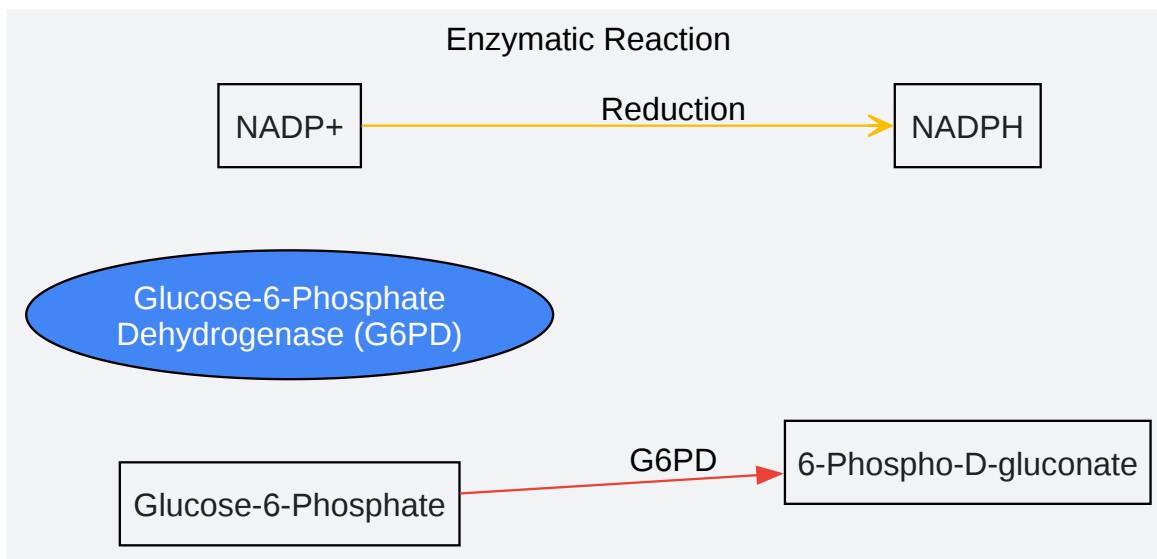 Enzymatic Reaction
NADP+
Reduction
NADPH
Glucose-6-Phosphate
Dehydrogenase (G6PD)
Glucose-6-Phosphate
G6PD
6-Phospho-D-gluconate